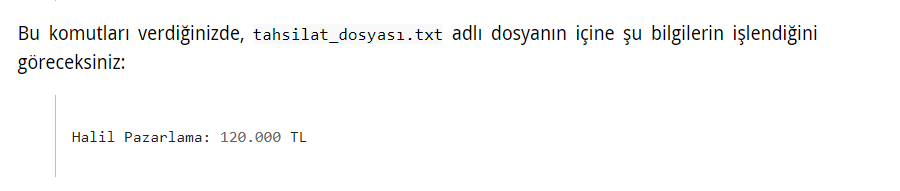 Bu komutları verdiğinizde, tahsilat_dosyası.txt adlı dosyanın içine şu bilgilerin işlendiğini
göreceksiniz:
Halil Pazarlama: 120.000 TL